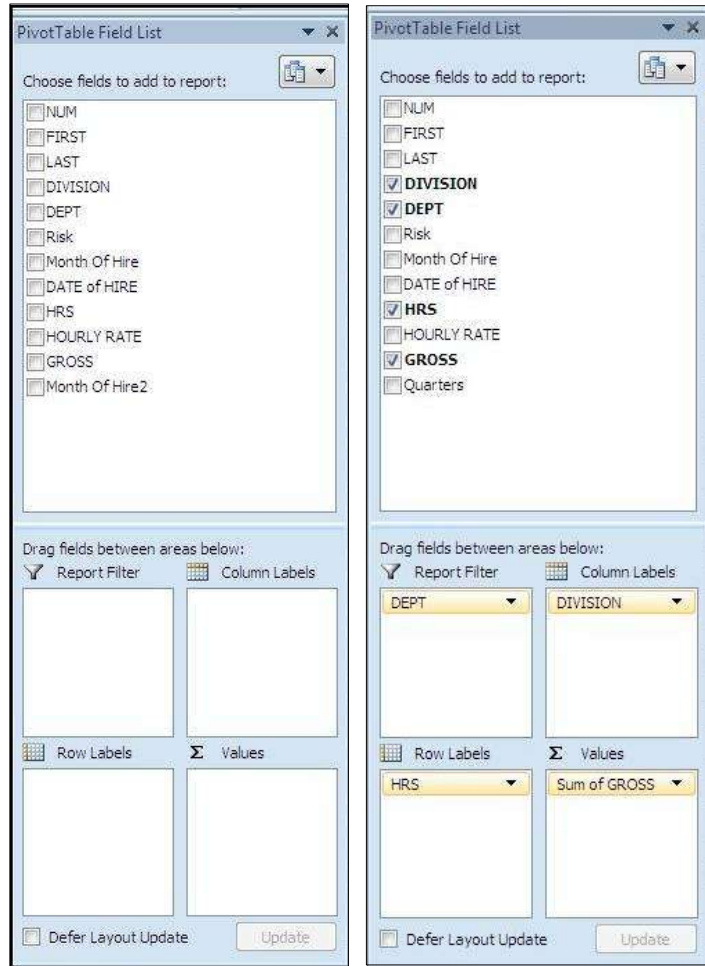 PivotTable Field List
Choose fields to add to report:
NUM
FIRST
LAST
DIVISION
DEPT
Risk
Month Of Hire
DATE of HIRE
HRS
HOURLY RATE
GROSS
Month Of Hire2
Drag fields between areas below:
Report Filter
Column Labels
Row Labels
Σ Values
Defer Layout Update
Update
PivotTable Field List
Choose fields to add to report:
NUM
FIRST
LAST
DIVISION
DEPT
Risk
Month Of Hire
DATE of HIRE
HRS
HOURLY RATE
GROSS
Quarters
Drag fields between areas below:
Report Filter
Column Labels
DEPT
DIVISION
Row Labels
Σ Values
HRS
Sum of GROSS
Defer Layout Update
Update